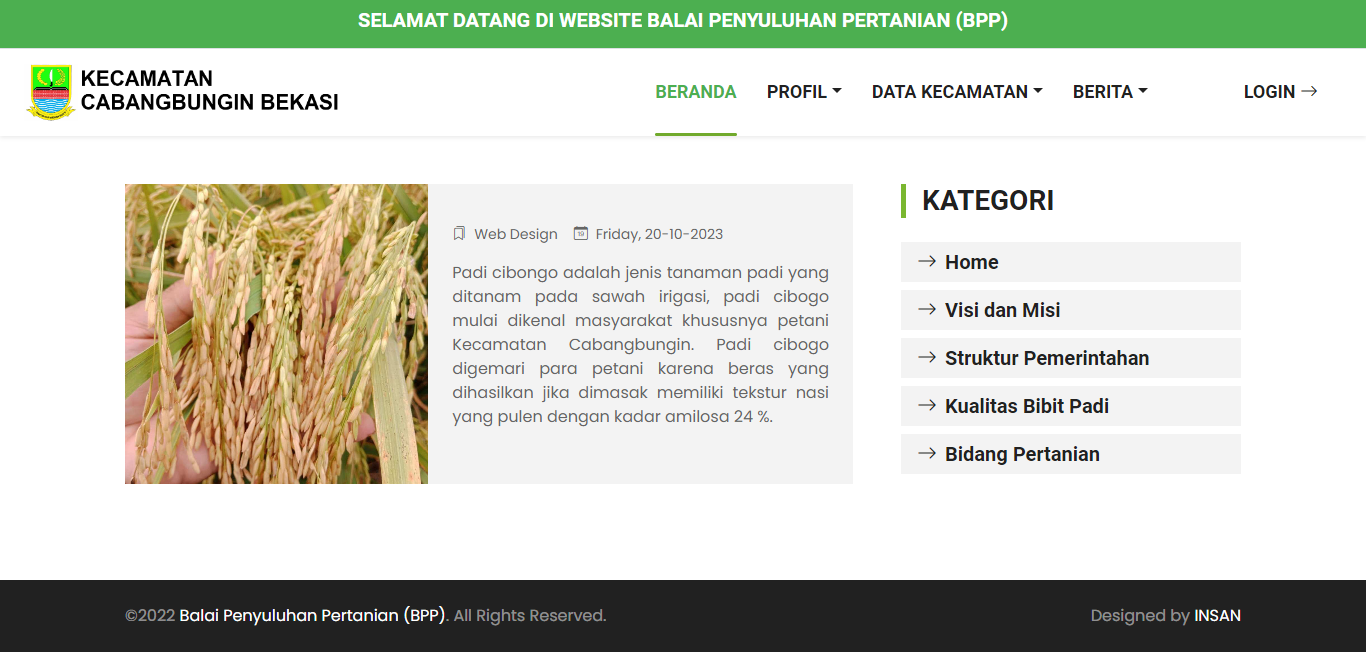 SELAMAT DATANG DI WEBSITE BALAI PENYULUHAN PERTANIAN (BPP)
KECAMATAN
CABANGBUNGIN BEKASI
BERANDA PROFIL DATA KECAMATAN BERITA LOGIN
Web Design Friday, 20-10-2023
Padi cibongo adalah jenis tanaman padi yang
ditanam pada sawah irigasi, padi cibogo
mulai dikenal masyarakat khususnya petani
Kecamatan Cabangbungin. Padi cibogo
digemari para petani karena beras yang
dihasilkan jika dimasak memiliki tekstur nasi
yang pulen dengan kadar amilosa 24 %.
KATEGORI
Home
Visi dan Misi
Struktur Pemerintahan
Kualitas Bibit Padi
Bidang Pertanian
©2022 Balai Penyuluhan Pertanian (BPP). All Rights Reserved.
Designed by INSAN